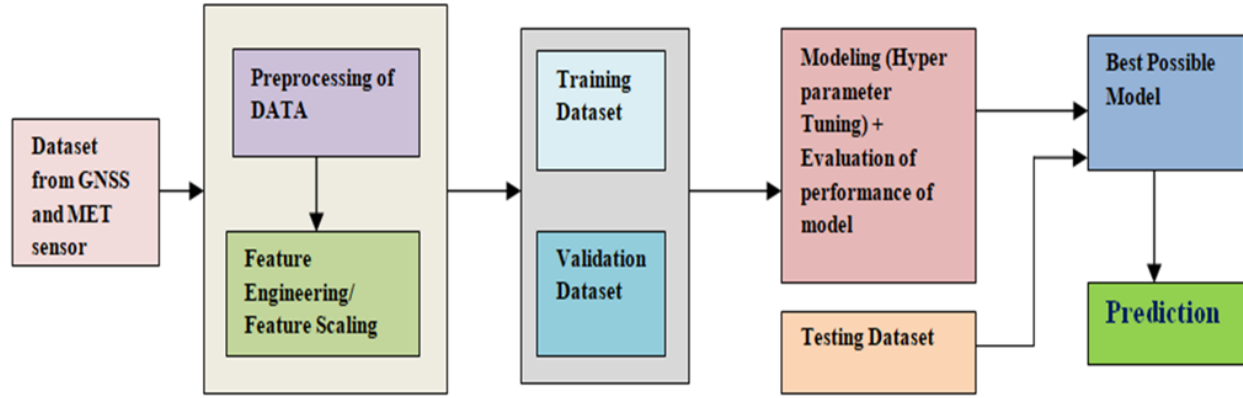 Dataset
from GNSS
and MET
sensor
Preprocessing of
DATA
Feature
Engineering/
Feature Scaling
Training
Dataset
Validation
Dataset
Modeling (Hyper
parameter
Tuning) +
Evaluation of
performance of
model
Testing Dataset
Best Possible
Model
Prediction